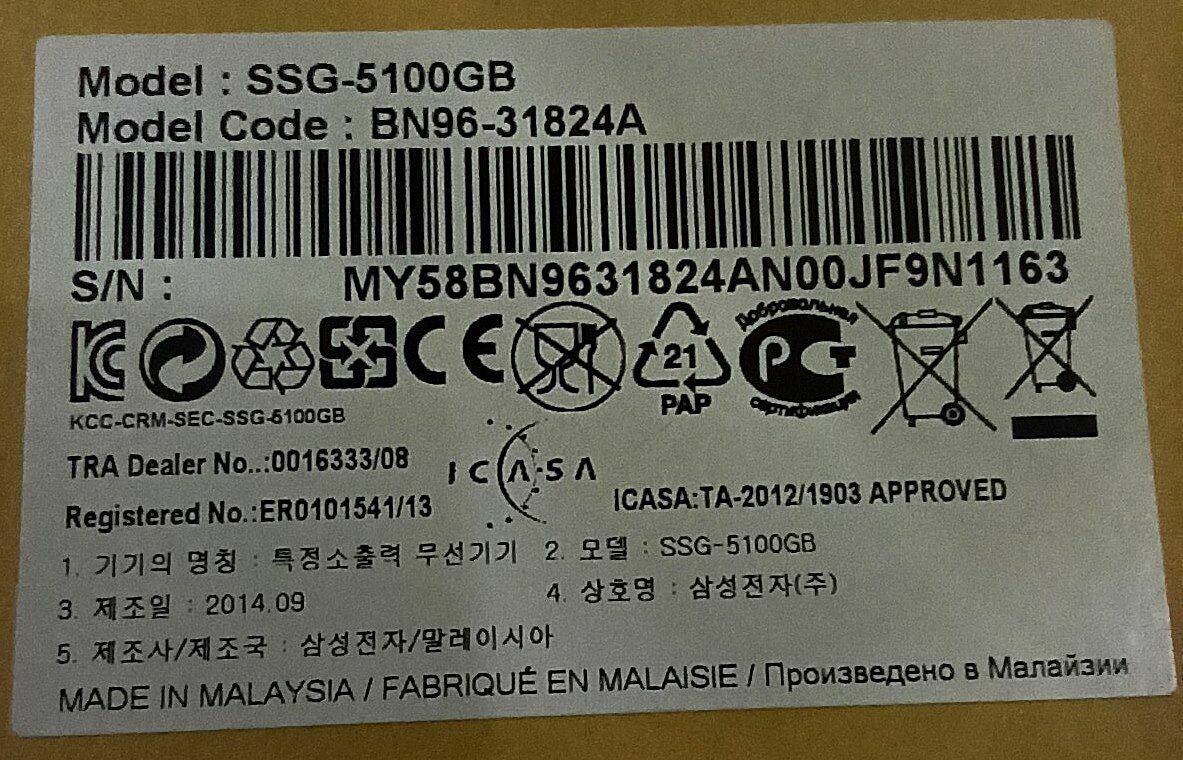 Model : SSG-5100GB
Model Code : BN96-31824A
S/N : MY58BN9631824AN00JF9N1163
KC CE 21 PAP Добровольная РСТ сертификация
KCC-CRM-SEC-SSG-5100GB
TRA Dealer No..:0016333/08
ICASA
Registered No.:ER0101541/13
ICASA:TA-2012/1903 APPROVED
1. 기기의 명칭 : 특정소출력 무선기기 2. 모델 : SSG-5100GB
3. 제조일 : 2014.09 4. 상호명 : 삼성전자(주)
5. 제조사/제조국 : 삼성전자/말레이시아
MADE IN MALAYSIA / FABRIQUÉ EN MALAISIE / Произведено в Малайзии